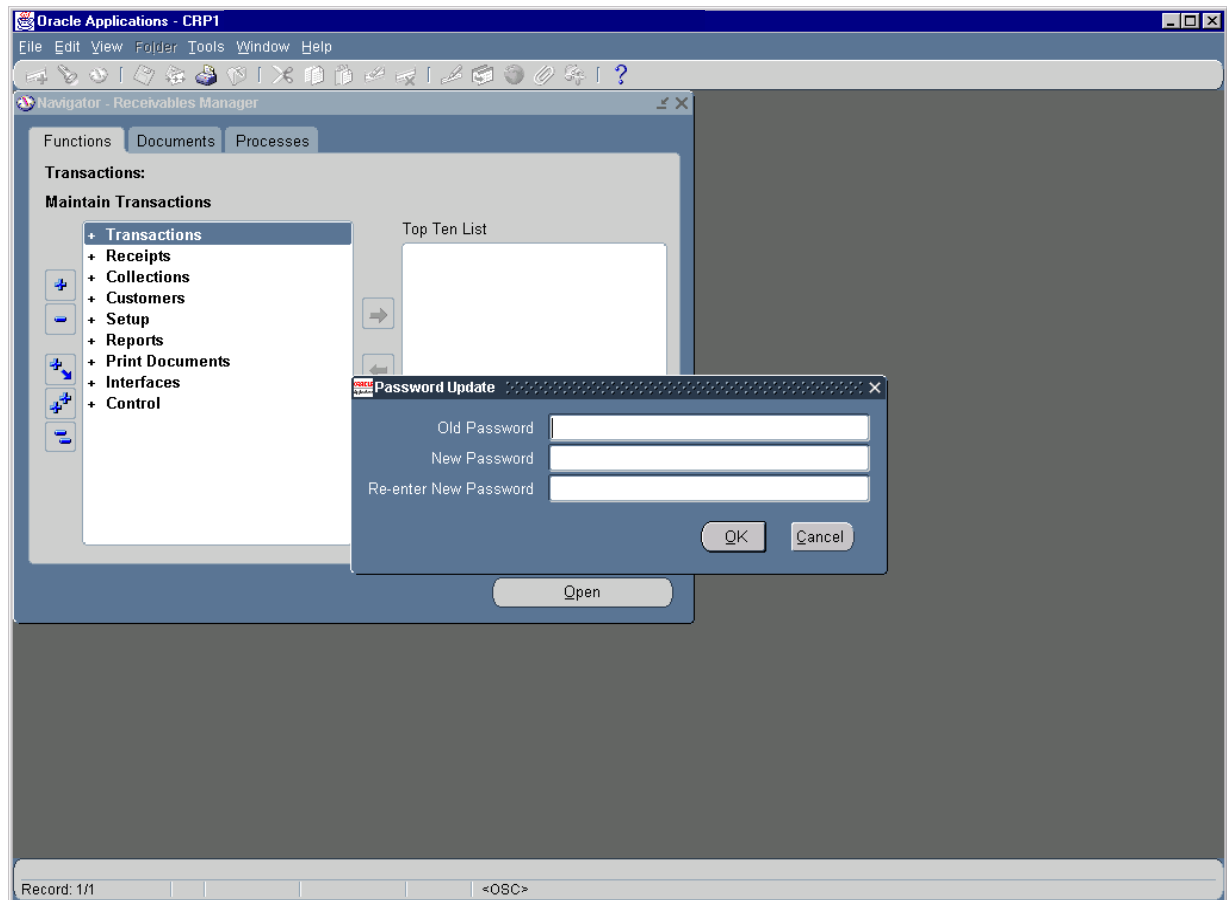 Oracle Applications - CRP1
File Edit View Folder Tools Window Help
Navigator - Receivables Manager
Functions Documents Processes
Transactions:
Maintain Transactions
Top Ten List
+ Transactions
+ Receipts
+ Collections
+ Customers
+ Setup
+ Reports
+ Print Documents
+ Interfaces
+ Control
Password Update
Old Password
New Password
Re-enter New Password
OK Cancel
Open
Record: 1/1 <OSC>